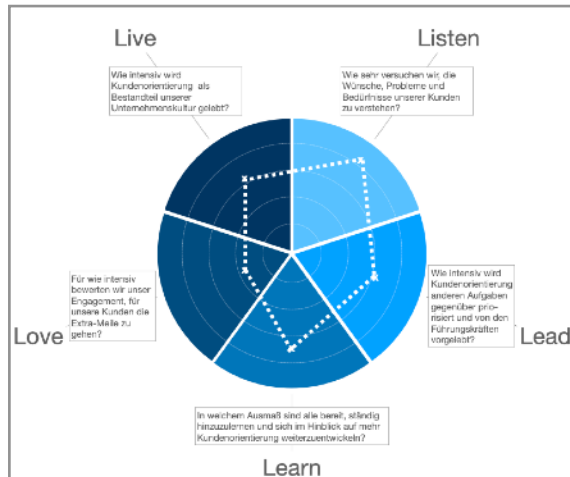 Live
Listen
Wie intensiv wird
Kundenorientierung als
Bestandteil unserer
Unternehmenskultur gelebt?
Wie sehr versuchen wir, die
Wünsche, Probleme und
Bedürfnisse unserer Kunden
zu verstehen?
Für wie intensiv
bewerten wir unser
Engagement, für
unsere Kunden die
Extra-Meile zu
gehen?
Love
Wie intensiv wird
Kundenorientierung
anderen Aufgaben
gegenüber prio-
risiert und von den
Führungskräften
vorgelebt?
Lead
In welchem Ausmaß sind alle bereit, ständig
hinzuzulernen und sich im Hinblick auf mehr
Kundenorientierung weiterzuentwickeln?
Learn